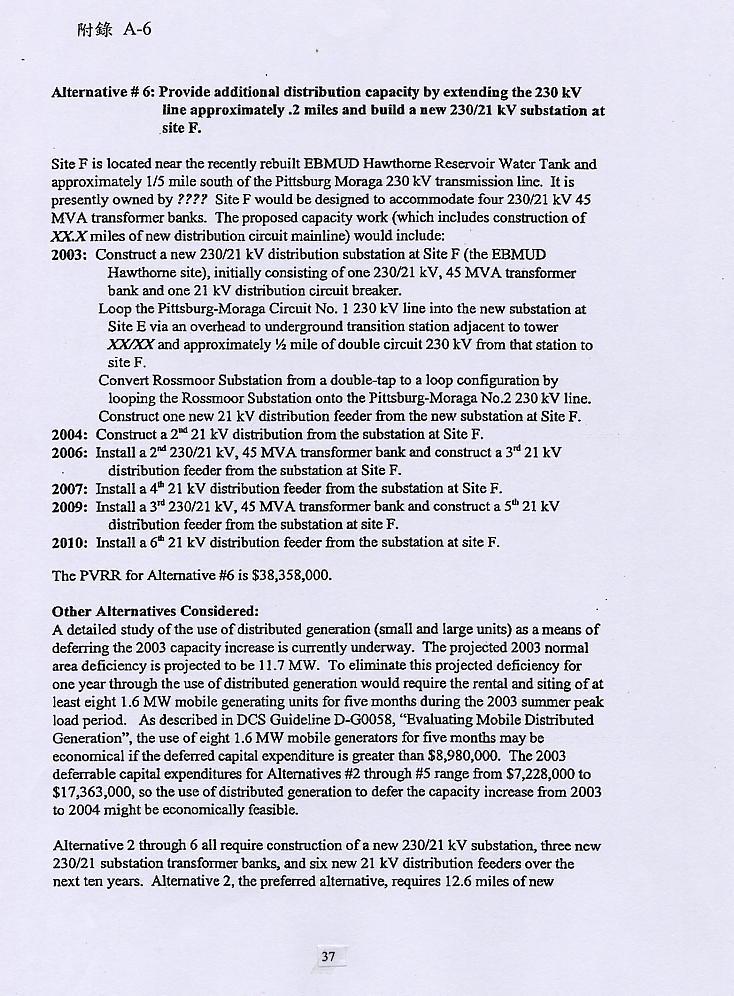 附錄 A-6
Alternative # 6: Provide additional distribution capacity by extending the 230 kV
line approximately .2 miles and build a new 230/21 kV substation at
site F.
Site F is located near the recently rebuilt EBMUD Hawthorne Reservoir Water Tank and
approximately 1/5 mile south of the Pittsburg Moraga 230 kV transmission line. It is
presently owned by ???? Site F would be designed to accommodate four 230/21 kV 45
MVA transformer banks. The proposed capacity work (which includes construction of
XX.X miles of new distribution circuit mainline) would include:
2003: Construct a new 230/21 kV distribution substation at Site F (the EBMUD
Hawthorne site), initially consisting of one 230/21 kV, 45 MVA transformer
bank and one 21 kV distribution circuit breaker.
Loop the Pittsburg-Moraga Circuit No. 1 230 kV line into the new substation at
Site E via an overhead to underground transition station adjacent to tower
XX/XX and approximately ½ mile of double circuit 230 kV from that station to
site F.
Convert Rossmoor Substation from a double-tap to a loop configuration by
looping the Rossmoor Substation onto the Pittsburg-Moraga No.2 230 kV line.
Construct one new 21 kV distribution feeder from the new substation at Site F.
2004: Construct a 2nd 21 kV distribution from the substation at Site F.
2006: Install a 2nd 230/21 kV, 45 MVA transformer bank and construct a 3rd 21 kV
distribution feeder from the substation at Site F.
2007: Install a 4th 21 kV distribution feeder from the substation at Site F.
2009: Install a 3rd 230/21 kV, 45 MVA transformer bank and construct a 5th 21 kV
distribution feeder from the substation at site F.
2010: Install a 6th 21 kV distribution feeder from the substation at site F.
The PVRR for Alternative #6 is $38,358,000.
Other Alternatives Considered:
A detailed study of the use of distributed generation (small and large units) as a means of
deferring the 2003 capacity increase is currently underway. The projected 2003 normal
area deficiency is projected to be 11.7 MW. To eliminate this projected deficiency for
one year through the use of distributed generation would require the rental and siting of at
least eight 1.6 MW mobile generating units for five months during the 2003 summer peak
load period. As described in DCS Guideline D-G0058, “Evaluating Mobile Distributed
Generation”, the use of eight 1.6 MW mobile generators for five months may be
economical if the deferred capital expenditure is greater than $8,980,000. The 2003
deferrable capital expenditures for Alternatives #2 through #5 range from $7,228,000 to
$17,363,000, so the use of distributed generation to defer the capacity increase from 2003
to 2004 might be economically feasible.
Alternative 2 through 6 all require construction of a new 230/21 kV substation, three new
230/21 substation transformer banks, and six new 21 kV distribution feeders over the
next ten years. Alternative 2, the preferred alternative, requires 12.6 miles of new
37